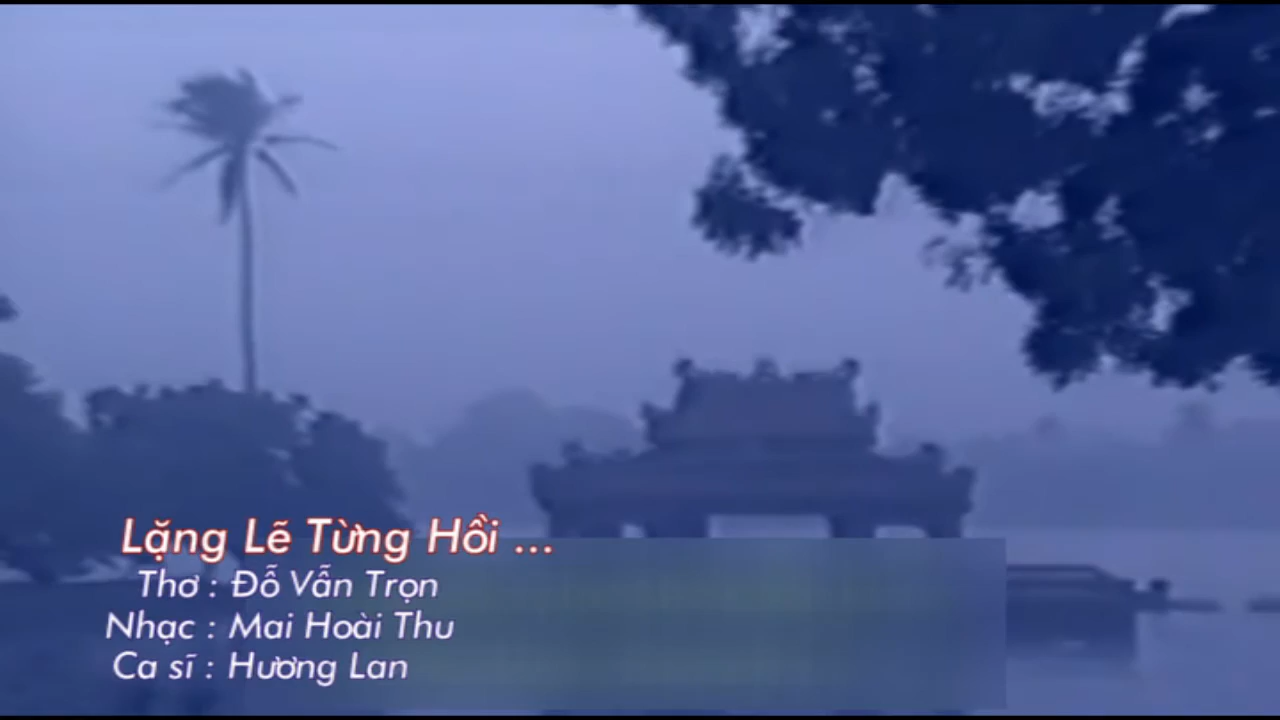 Lặng Lẽ Từng Hồi ...
Thơ : Đỗ Vẫn Trọn
Nhạc : Mai Hoài Thu
Ca sĩ : Hương Lan